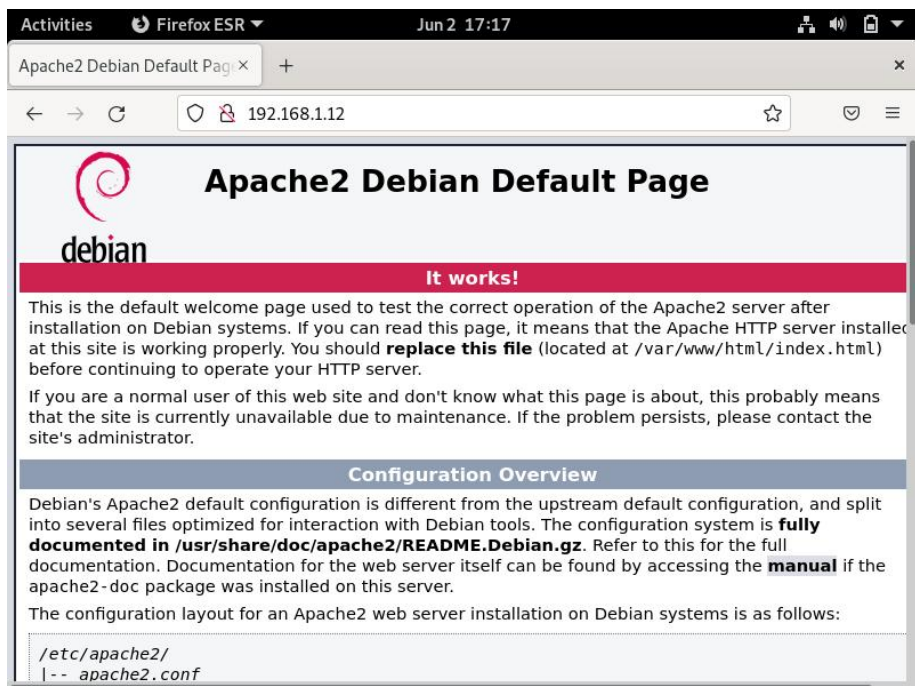 Activities Firefox ESR Jun 2 17:17
Apache2 Debian Default Pag
192.168.1.12
debian
Apache2 Debian Default Page
It works!
This is the default welcome page used to test the correct operation of the Apache2 server after
installation on Debian systems. If you can read this page, it means that the Apache HTTP server installed
at this site is working properly. You should replace this file (located at /var/www/html/index.html)
before continuing to operate your HTTP server.
If you are a normal user of this web site and don't know what this page is about, this probably means
that the site is currently unavailable due to maintenance. If the problem persists, please contact the
site's administrator.
Configuration Overview
Debian's Apache2 default configuration is different from the upstream default configuration, and split
into several files optimized for interaction with Debian tools. The configuration system is fully
documented in /usr/share/doc/apache2/README.Debian.gz. Refer to this for the full
documentation. Documentation for the web server itself can be found by accessing the manual if the
apache2-doc package was installed on this server.
The configuration layout for an Apache2 web server installation on Debian systems is as follows:
/etc/apache2/
|-- apache2.conf